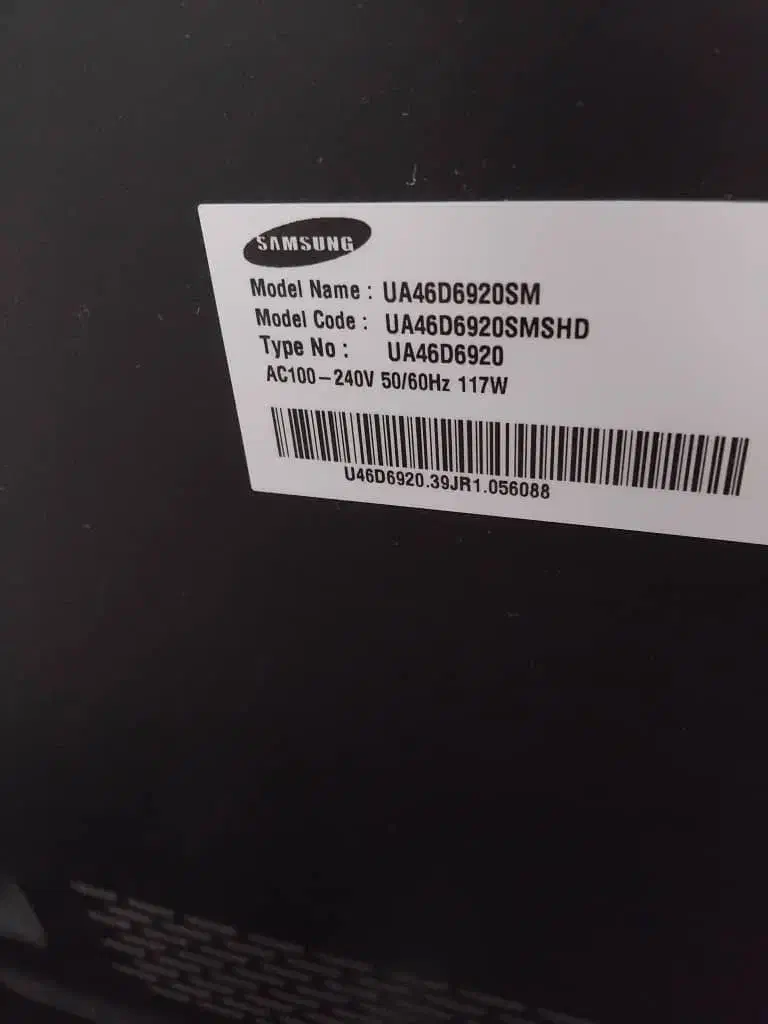 SAMSUNG
Model Name : UA46D6920SM
Model Code : UA46D6920SMSHD
Type No : UA46D6920
AC100-240V 50/60Hz 117W
U46D6920.39JR1.056088